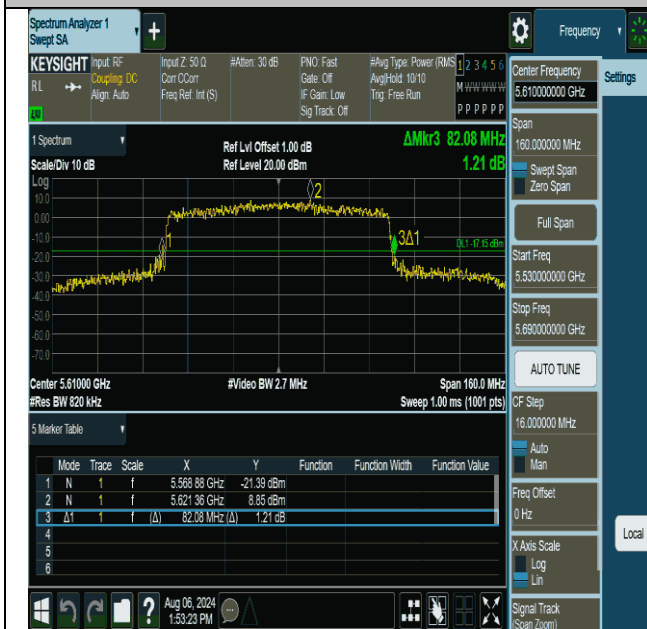 Spectrum Analyzer 1
Swept SA
+
Frequency
KEYSIGHT
RL
LXI
Input: RF
Coupling: DC
Align: Auto
Input Z: 50 Ω
Corr CCorr
Freq Ref: Int (S)
#Atten: 30 dB
PNO: Fast
Gate: Off
IF Gain: Low
Sig Track: Off
#Avg Type: Power (RMS)
Avg|Hold: 10/10
Trig: Free Run
1 2 3 4 5 6
M W W W W W
P P P P P P
Center Frequency
5.610000000 GHz
Settings
Span
160.000000 MHz
Swept Span
Zero Span
Full Span
Start Freq
5.530000000 GHz
Stop Freq
5.690000000 GHz
AUTO TUNE
CF Step
16.000000 MHz
Auto
Man
Freq Offset
0 Hz
X Axis Scale
Log
Lin
Signal Track
(Span Zoom)
Local
1 Spectrum
Scale/Div 10 dB
Ref Lvl Offset 1.00 dB
Ref Level 20.00 dBm
ΔMkr3 82.08 MHz
1.21 dB
Log
10.0
0.00
-10.0
-20.0
-30.0
-40.0
-50.0
-60.0
-70.0
1
2
3Δ1
DL1 -17.15 dBm
Center 5.61000 GHz
#Video BW 2.7 MHz
Span 160.0 MHz
#Res BW 820 kHz
Sweep 1.00 ms (1001 pts)
5 Marker Table
Mode Trace Scale X Y Function Function Width Function Value
1 N 1 f 5.568 88 GHz -21.39 dBm
2 N 1 f 5.621 36 GHz 8.85 dBm
3 Δ1 1 f (Δ) 82.08 MHz (Δ) 1.21 dB
4
5
6
?
Aug 06, 2024
1:53:23 PM